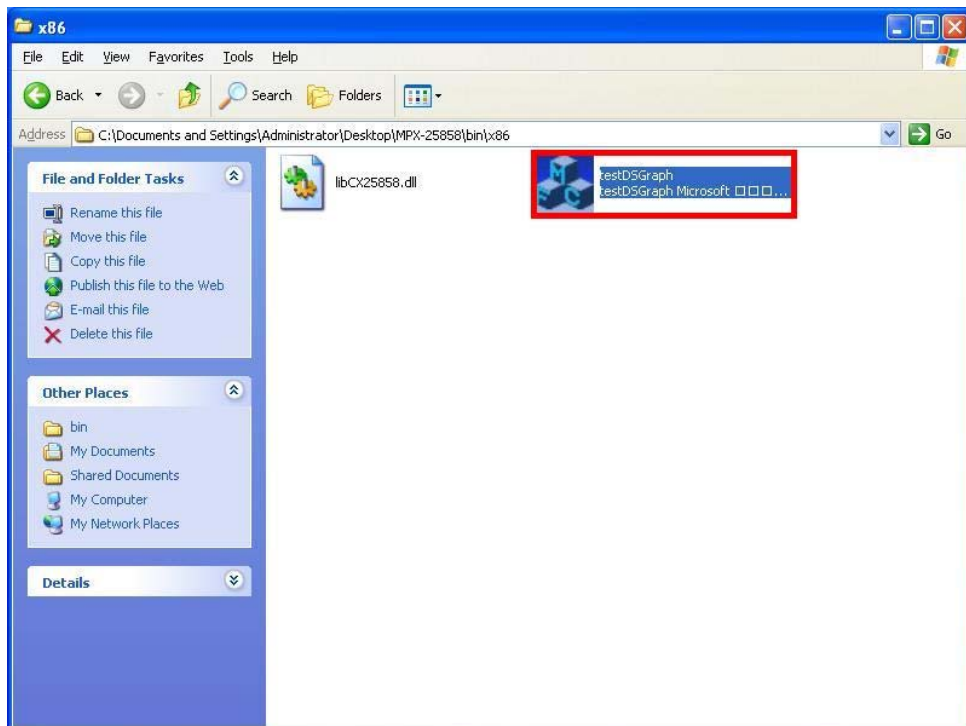 x86
File Edit View Favorites Tools Help
Back Search Folders
Address C:\Documents and Settings\Administrator\Desktop\MPX-25858\bin\x86 Go
File and Folder Tasks
Rename this file
Move this file
Copy this file
Publish this file to the Web
E-mail this file
Delete this file
Other Places
bin
My Documents
Shared Documents
My Computer
My Network Places
Details
libCX25858.dll
M
F
C
testDSGraph
testDSGraph Microsoft □□□...